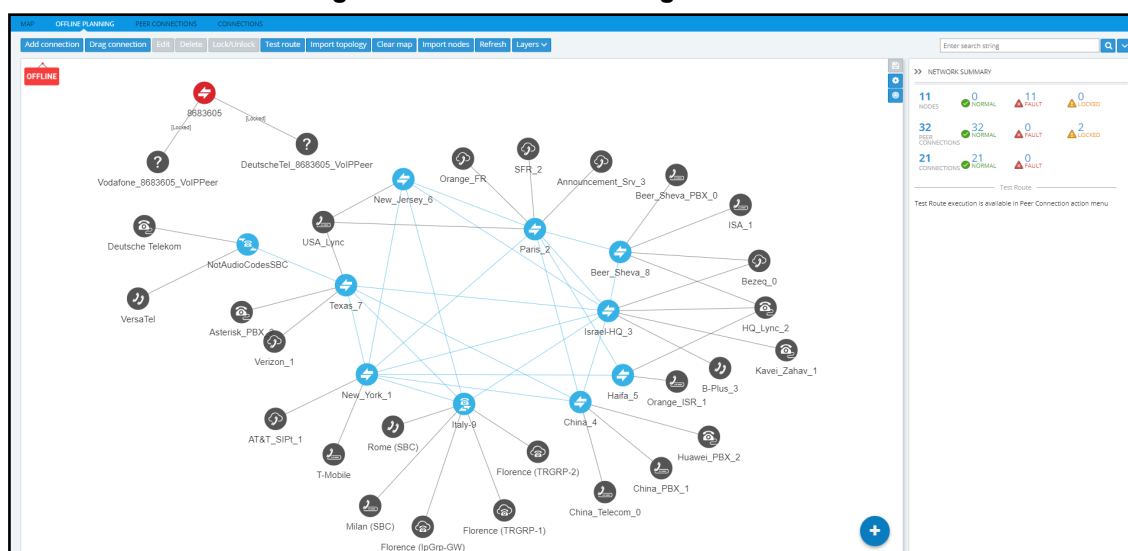 MAP OFFLINE PLANNING PEER CONNECTIONS CONNECTIONS
Add connection Drag connection Edit Delete Lock/Unlock Test route Import topology Clear map Import nodes Refresh Layers
Enter search string
OFFLINE
8683605
[Locked] [Locked]
DeutscheTel_8683605_VoIPPeer
Vodafone_8683605_VoIPPeer
Orange_FR
SFR_2
Announcement_Srv_3
Beer_Sheva_PBX_0
New_Jersey_6
ISA_1
Deutsche Telekom
USA_Lync
Paris_2
NotAudioCodesSBC
Beer_Sheva_8
Bezeq_0
VersaTel
Texas_7
Asterisk_PBX_
Israel-HQ_3
HQ_Lync_2
Verizon_1
Kavei_Zahav_1
New_York_1
Haifa_5
B-Plus_3
Orange_ISR_1
AT&T_SIPt_1
Italy-9
China_4
Rome (SBC)
Huawei_PBX_2
T-Mobile
Florence (TRGRP-2)
China_PBX_1
China_Telecom_0
Milan (SBC)
Florence (TRGRP-1)
Florence (IpGrp-GW)
NETWORK SUMMARY
11 0 11 0
NODES NORMAL FAULT LOCKED
32 32 0 2
PEER CONNECTIONS NORMAL FAULT LOCKED
21 21 0
CONNECTIONS NORMAL FAULT
Test Route
Test Route execution is available in Peer Connection action menu